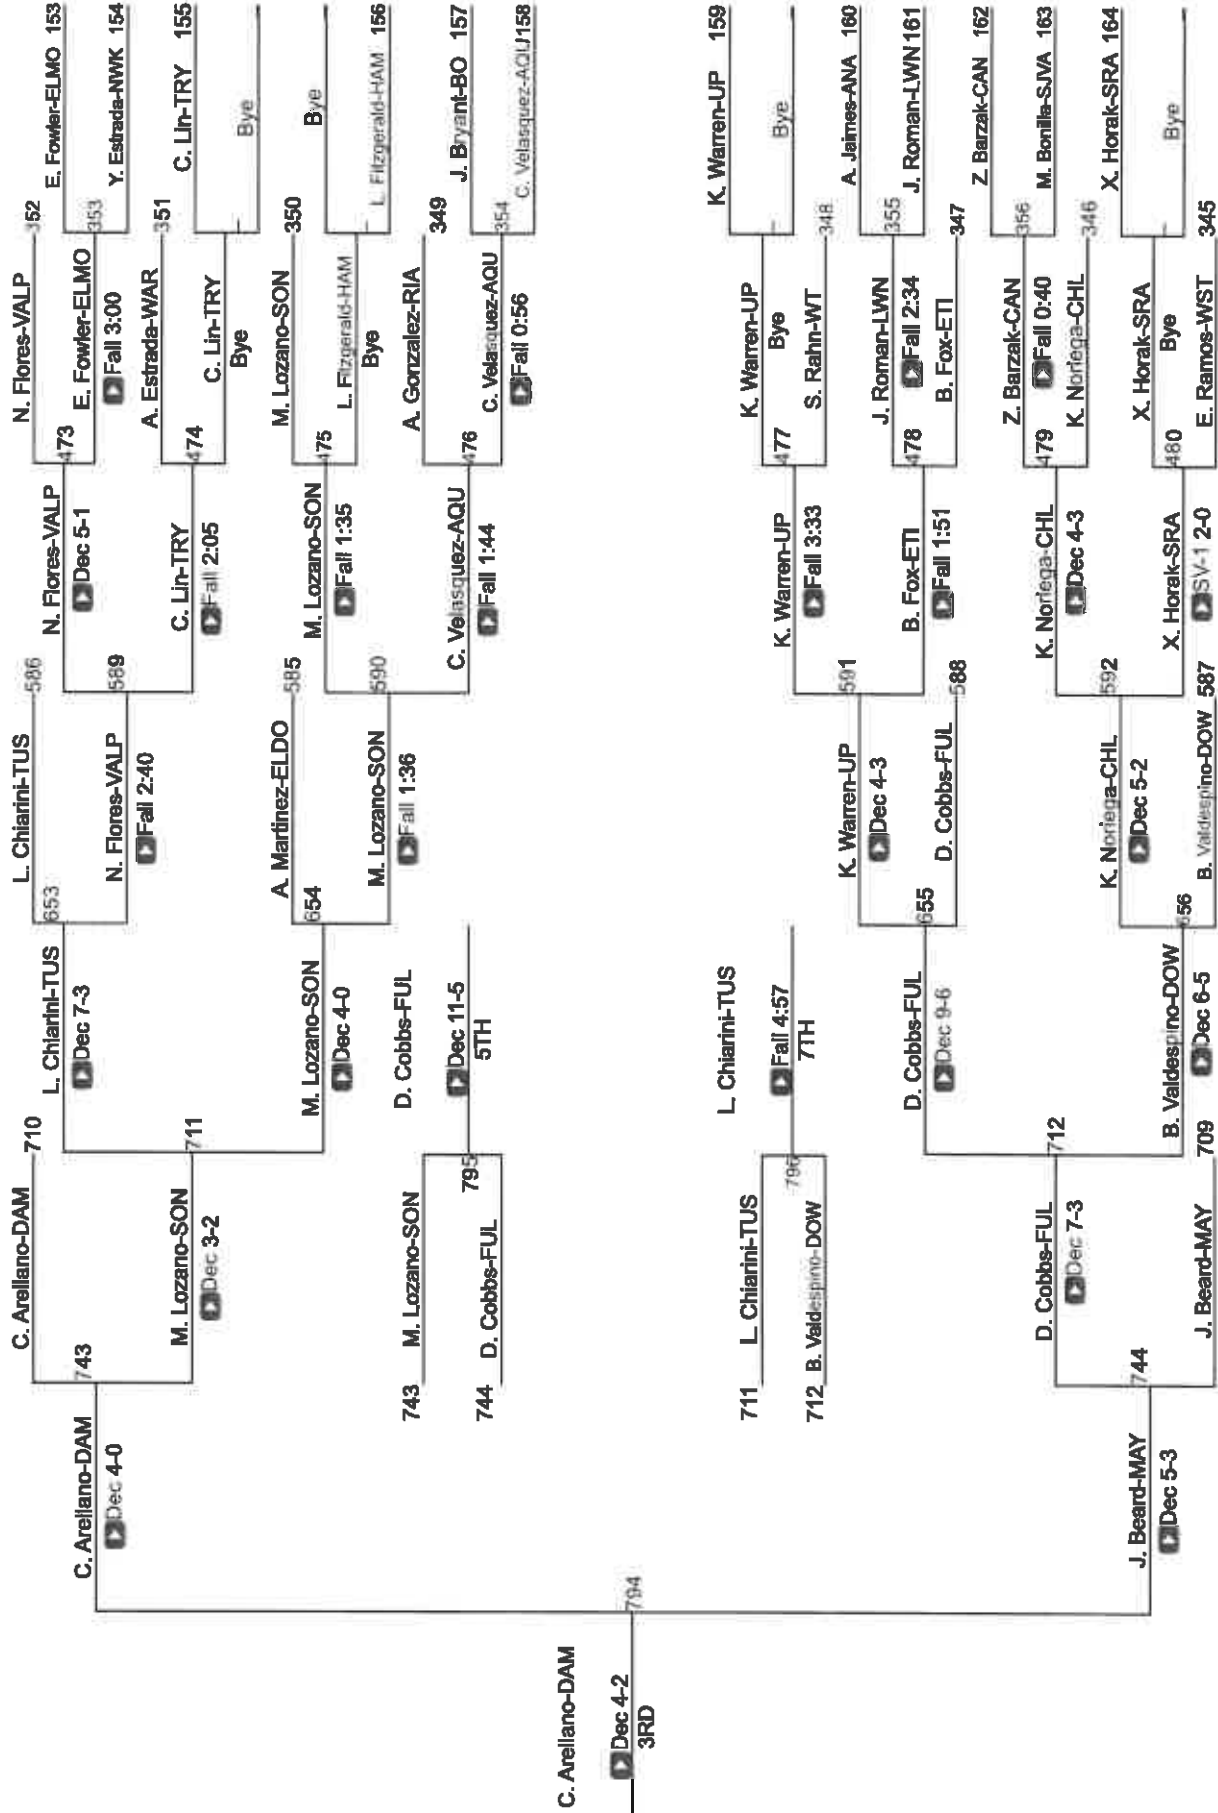 N. Flores-VALP 352
E. Fowler-ELMO 153
353
Y. Estrada-NWK 154
E. Fowler-ELMO
Fall 3:00
473
A. Estrada-WAR 351
C. Lin-TRY 155
Bye
C. Lin-TRY
Bye
474
M. Lozano-SON 350
Bye
L. Fitzgerald-HAM 156
L. Fitzgerald-HAM
Bye
475
A. Gonzalez-RIA 349
J. Bryant-BO 157
354
C. Velasquez-AQU 158
C. Velasquez-AQU
Fall 0:56
476
K. Warren-UP 159
Bye
K. Warren-UP
Bye
477
S. Rahn-WT 348
A. Jaimes-ANA 160
355
J. Roman-LWN 161
J. Roman-LWN
Fall 2:34
478
B. Fox-ETI 347
Z. Barzak-CAN 162
356
M. Bonilla-SJVA 163
Z. Barzak-CAN
Fall 0:40
479
K. Noriega-CHL 346
X. Horak-SRA 164
Bye
X. Horak-SRA
Bye
480
E. Ramos-WST 345
L. Chiarini-TUS 586
N. Flores-VALP
Dec 5-1
589
C. Lin-TRY
Fall 2:05
N. Flores-VALP
Fall 2:40
653
A. Martinez-ELDO 585
M. Lozano-SON
Fall 1:35
590
C. Velasquez-AQU
Fall 1:44
M. Lozano-SON
Fall 1:36
654
K. Warren-UP
Fall 3:33
591
B. Fox-ETI
Fall 1:51
K. Warren-UP
Dec 4-3
655
D. Cobbs-FUL 588
K. Noriega-CHL
Dec 4-3
592
X. Horak-SRA
SV-1 2-0
K. Noriega-CHL
Dec 5-2
656
B. Valdespino-DOW 587
C. Arellano-DAM 710
L. Chiarini-TUS
Dec 7-3
711
M. Lozano-SON
Dec 4-0
M. Lozano-SON
Dec 3-2
743
743 M. Lozano-SON
795
744 D. Cobbs-FUL
D. Cobbs-FUL
Dec 11-5
5TH
711 L. Chiarini-TUS
796
712 B. Valdespino-DOW
L. Chiarini-TUS
Fall 4:57
7TH
D. Cobbs-FUL
Dec 9-6
712
B. Valdespino-DOW
Dec 6-5
D. Cobbs-FUL
Dec 7-3
744
J. Beard-MAY 709
C. Arellano-DAM
Dec 4-0
794
J. Beard-MAY
Dec 5-3
C. Arellano-DAM
Dec 4-2
3RD